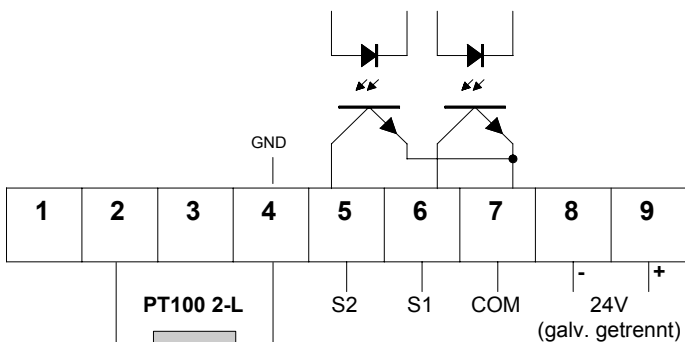 GND
1 2 3 4 5 6 7 8 9
- +
PT100 2-L S2 S1 COM 24V
(galv. getrennt)